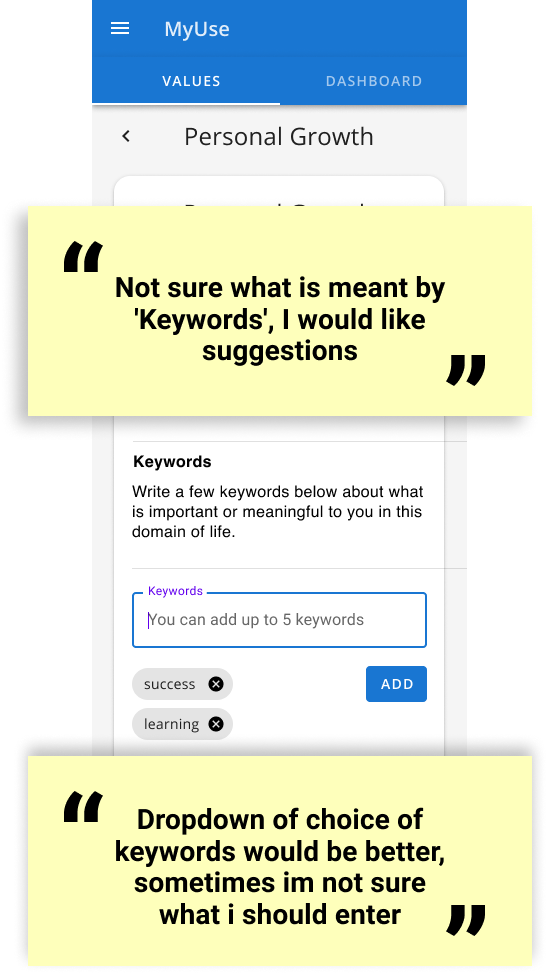 MyUse
VALUES
DASHBOARD
Personal Growth
“
Not sure what is meant by
'Keywords', I would like
suggestions
”
Keywords
Write a few keywords below about what
is important or meaningful to you in this
domain of life.
Keywords
You can add up to 5 keywords
success
ADD
learning
“
Dropdown of choice of
keywords would be better,
sometimes im not sure
what i should enter
”